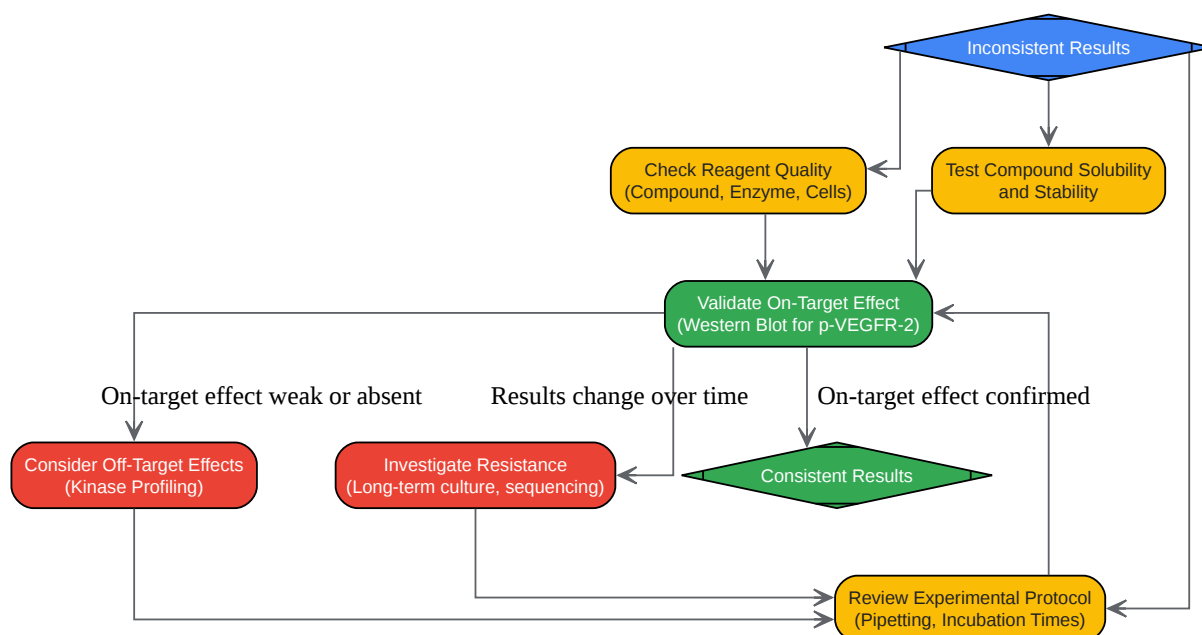 Inconsistent Results
Check Reagent Quality
(Compound, Enzyme, Cells)
Test Compound Solubility
and Stability
Validate On-Target Effect
(Western Blot for p-VEGFR-2)
On-target effect weak or absent
Results change over time
On-target effect confirmed
Consider Off-Target Effects
(Kinase Profiling)
Investigate Resistance
(Long-term culture, sequencing)
Consistent Results
Review Experimental Protocol
(Pipetting, Incubation Times)